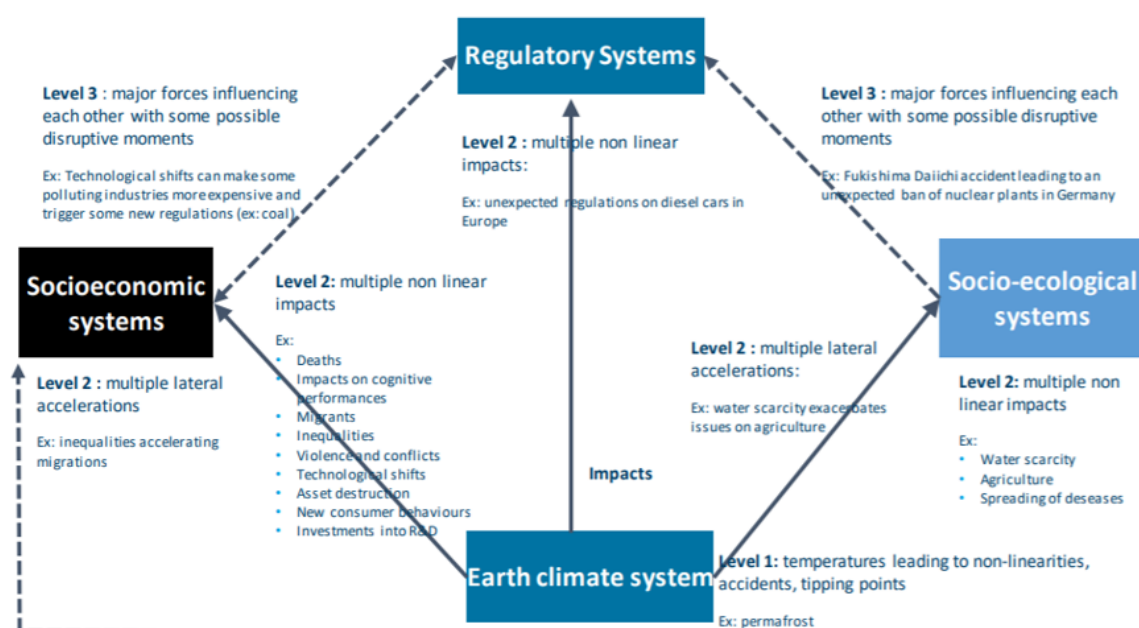 Regulatory Systems
Level 3 : major forces influencing
each other with some possible
disruptive moments
Ex: Technological shifts can make some
polluting industries more expensive and
trigger some new regulations (ex: coal)
Level 2 : multiple non linear
impacts:
Ex: unexpected regulations on diesel cars in
Europe
Level 3 : major forces influencing each
other with some possible disruptive
moments
Ex: Fukishima Daiichi accident leading to an
unexpected ban of nuclear plants in Germany
Socioeconomic
systems
Level 2: multiple non linear
impacts
Ex:
• Deaths
• Impacts on cognitive
performances
• Migrants
• Inequalities
• Violence and conflicts
• Technological shifts
• Asset destruction
• New consumer behaviours
• Investments into R&D
Socio-ecological
systems
Level 2 : multiple lateral
accelerations
Ex: inequalities accelerating
migrations
Level 2 : multiple lateral
accelerations:
Ex: water scarcity exacerbates
issues on agriculture
Level 2: multiple non
linear impacts
Ex:
• Water scarcity
• Agriculture
• Spreading of deseases
Impacts
Earth climate system
Level 1: temperatures leading to non-linearities,
accidents, tipping points
Ex: permafrost